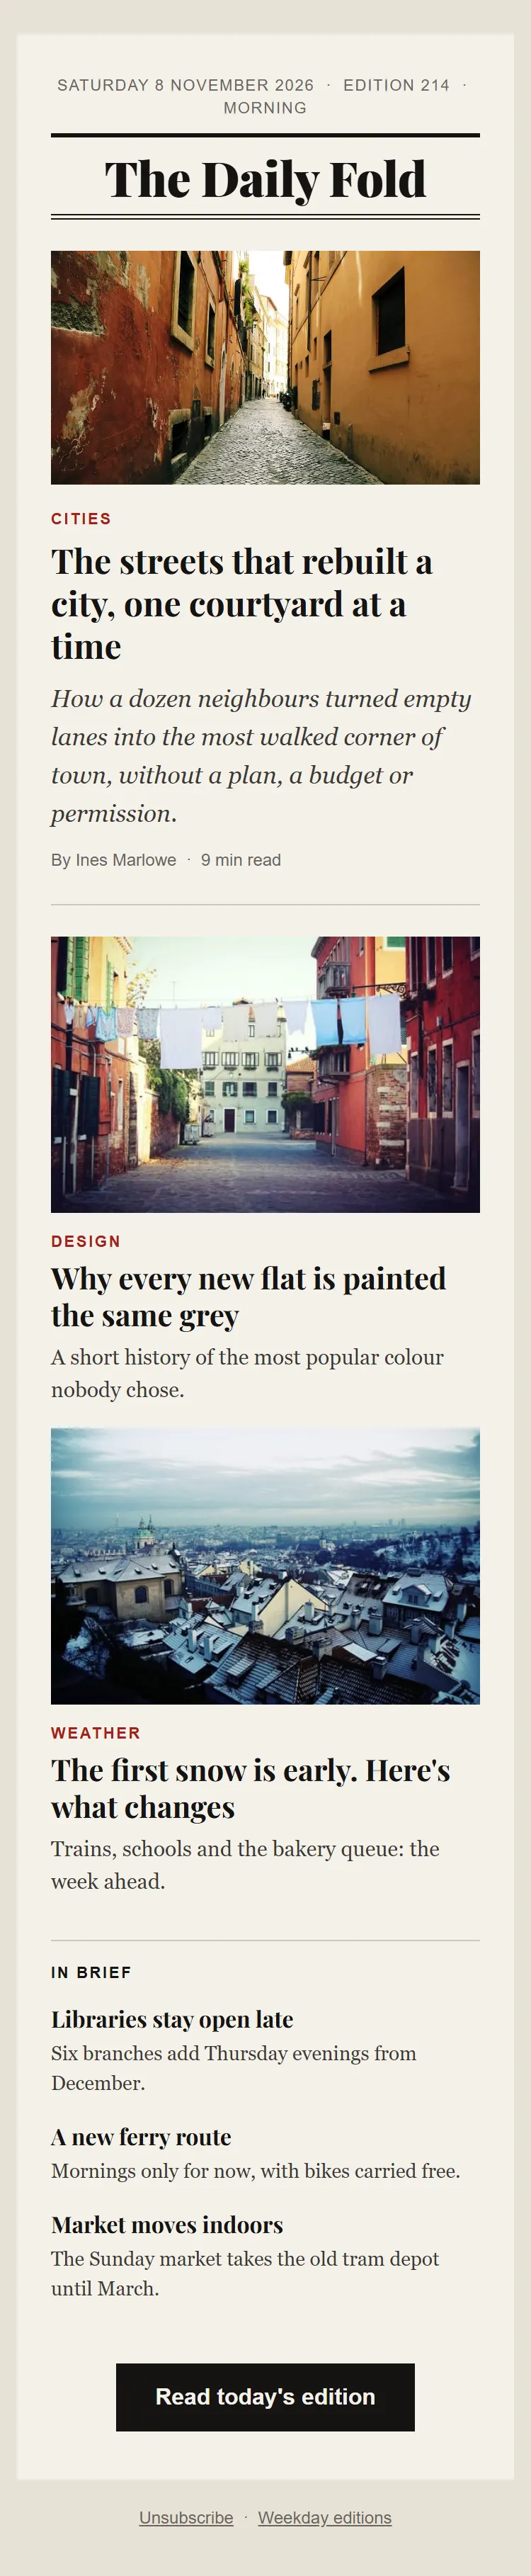 SATURDAY 8 NOVEMBER 2026 · EDITION 214 ·
MORNING
The Daily Fold
CITIES
The streets that rebuilt a
city, one courtyard at a
time
How a dozen neighbours turned empty
lanes into the most walked corner of
town, without a plan, a budget or
permission.
By Ines Marlowe · 9 min read
DESIGN
Why every new flat is painted
the same grey
A short history of the most popular colour
nobody chose.
WEATHER
The first snow is early. Here's
what changes
Trains, schools and the bakery queue: the
week ahead.
IN BRIEF
Libraries stay open late
Six branches add Thursday evenings from
December.
A new ferry route
Mornings only for now, with bikes carried free.
Market moves indoors
The Sunday market takes the old tram depot
until March.
Read today's edition
Unsubscribe · Weekday editions